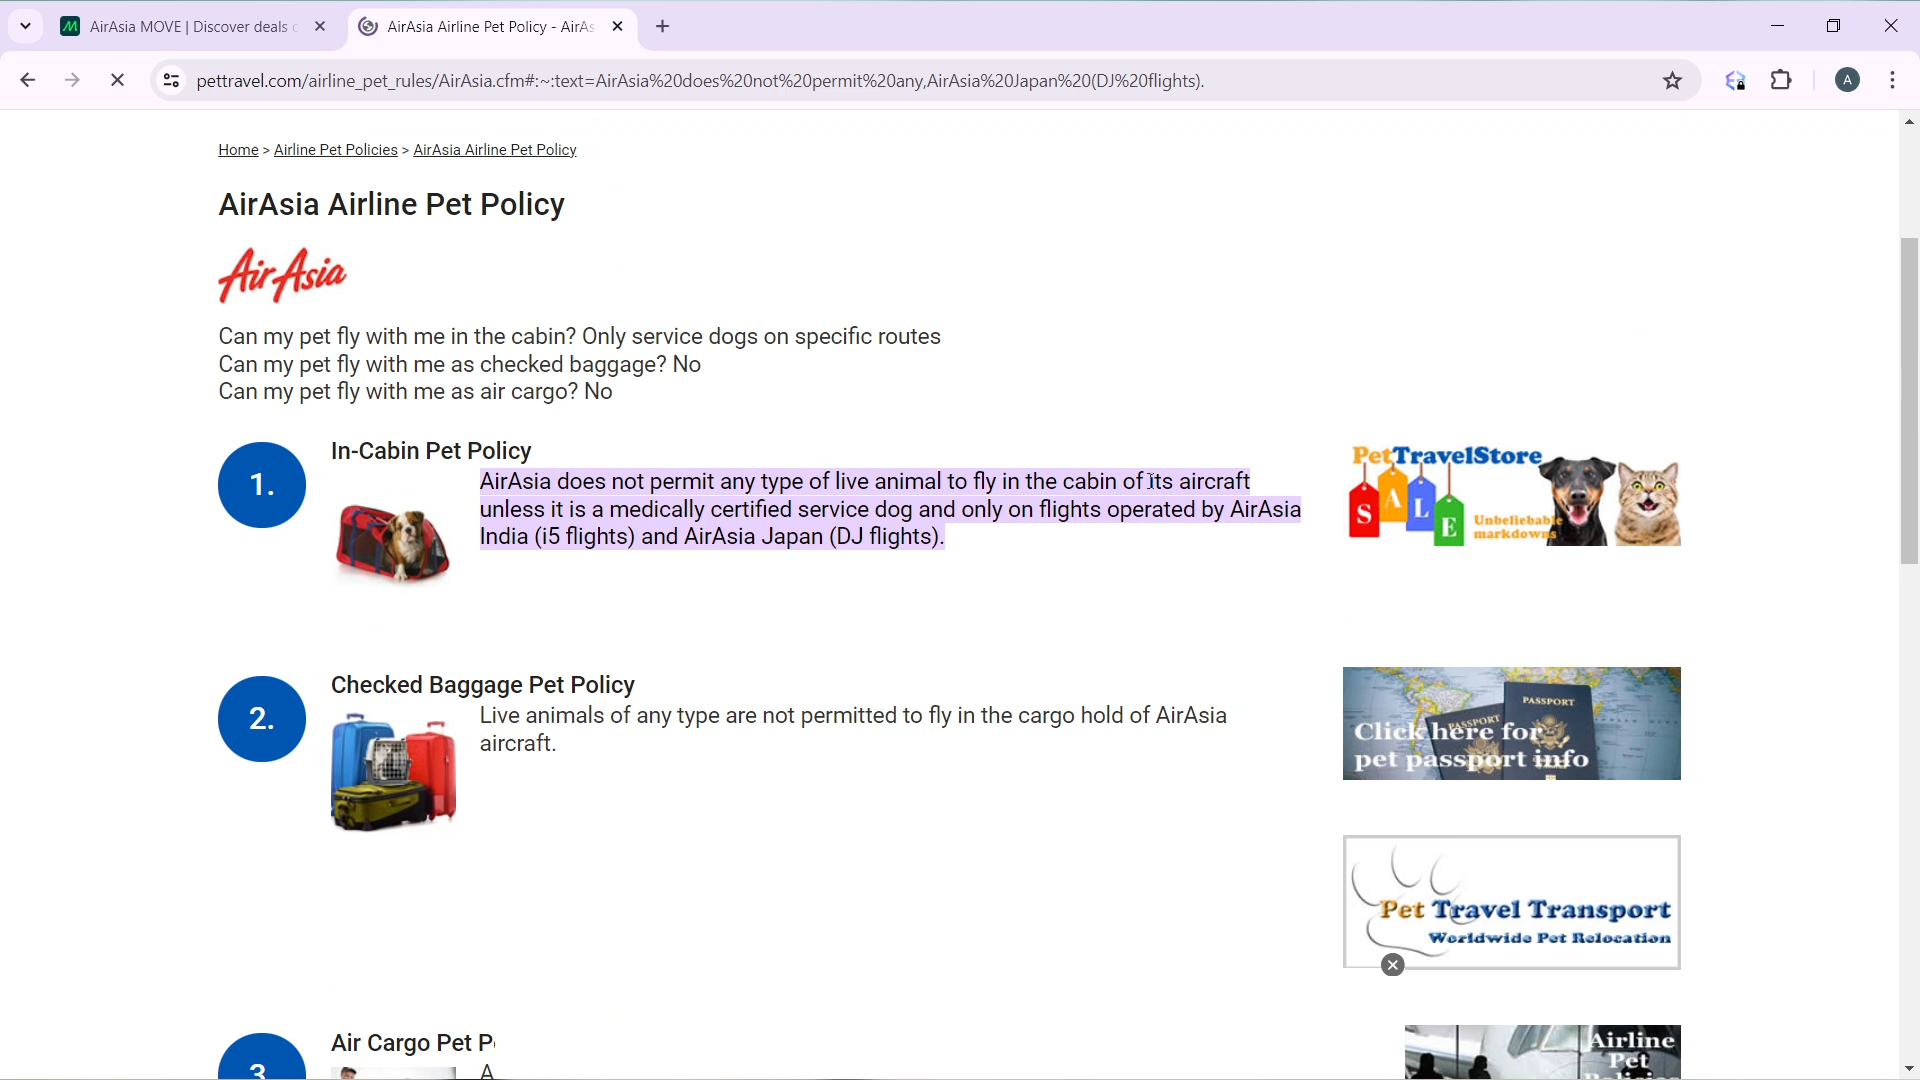 AirAsia MOVE | Discover deals
AirAsia Airline Pet Policy - AirAs
pettravel.com/airline_pet_rules/AirAsia.cfm#:~:text=AirAsia%20does%20not%20permit%20any,AirAsia%20Japan%20(DJ%20flights).
A
Home > Airline Pet Policies > AirAsia Airline Pet Policy
AirAsia Airline Pet Policy
AirAsia
Can my pet fly with me in the cabin? Only service dogs on specific routes
Can my pet fly with me as checked baggage? No
Can my pet fly with me as air cargo? No
1.
In-Cabin Pet Policy
AirAsia does not permit any type of live animal to fly in the cabin of its aircraft
unless it is a medically certified service dog and only on flights operated by AirAsia
India (i5 flights) and AirAsia Japan (DJ flights).
PetTravelStore
SALE
Unbeliebable
markdowns
2.
Checked Baggage Pet Policy
Live animals of any type are not permitted to fly in the cargo hold of AirAsia
aircraft.
PASSPORT
PASSPORT
Click here for
pet passport info
Pet Travel Transport
Worldwide Pet Relocation
3.
Air Cargo Pet P
A
Airline
Pet